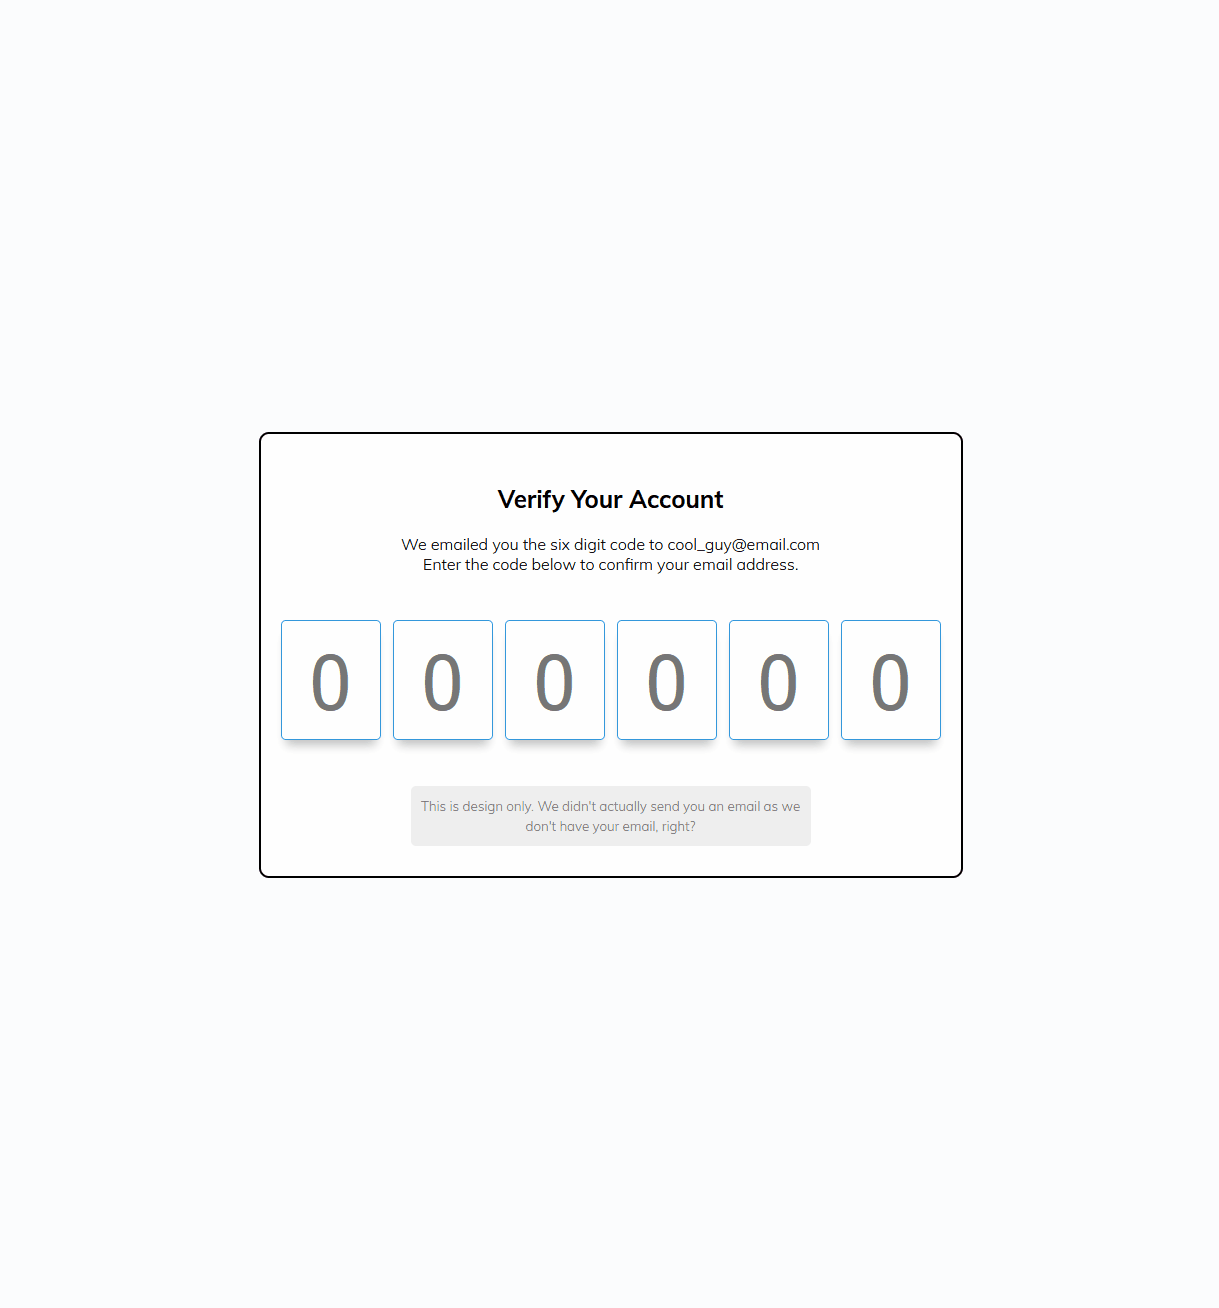 Verify Your Account
We emailed you the six digit code to cool_guy@email.com
Enter the code below to confirm your email address.
0 0 0 0 0 0
This is design only. We didn't actually send you an email as we
don't have your email, right?